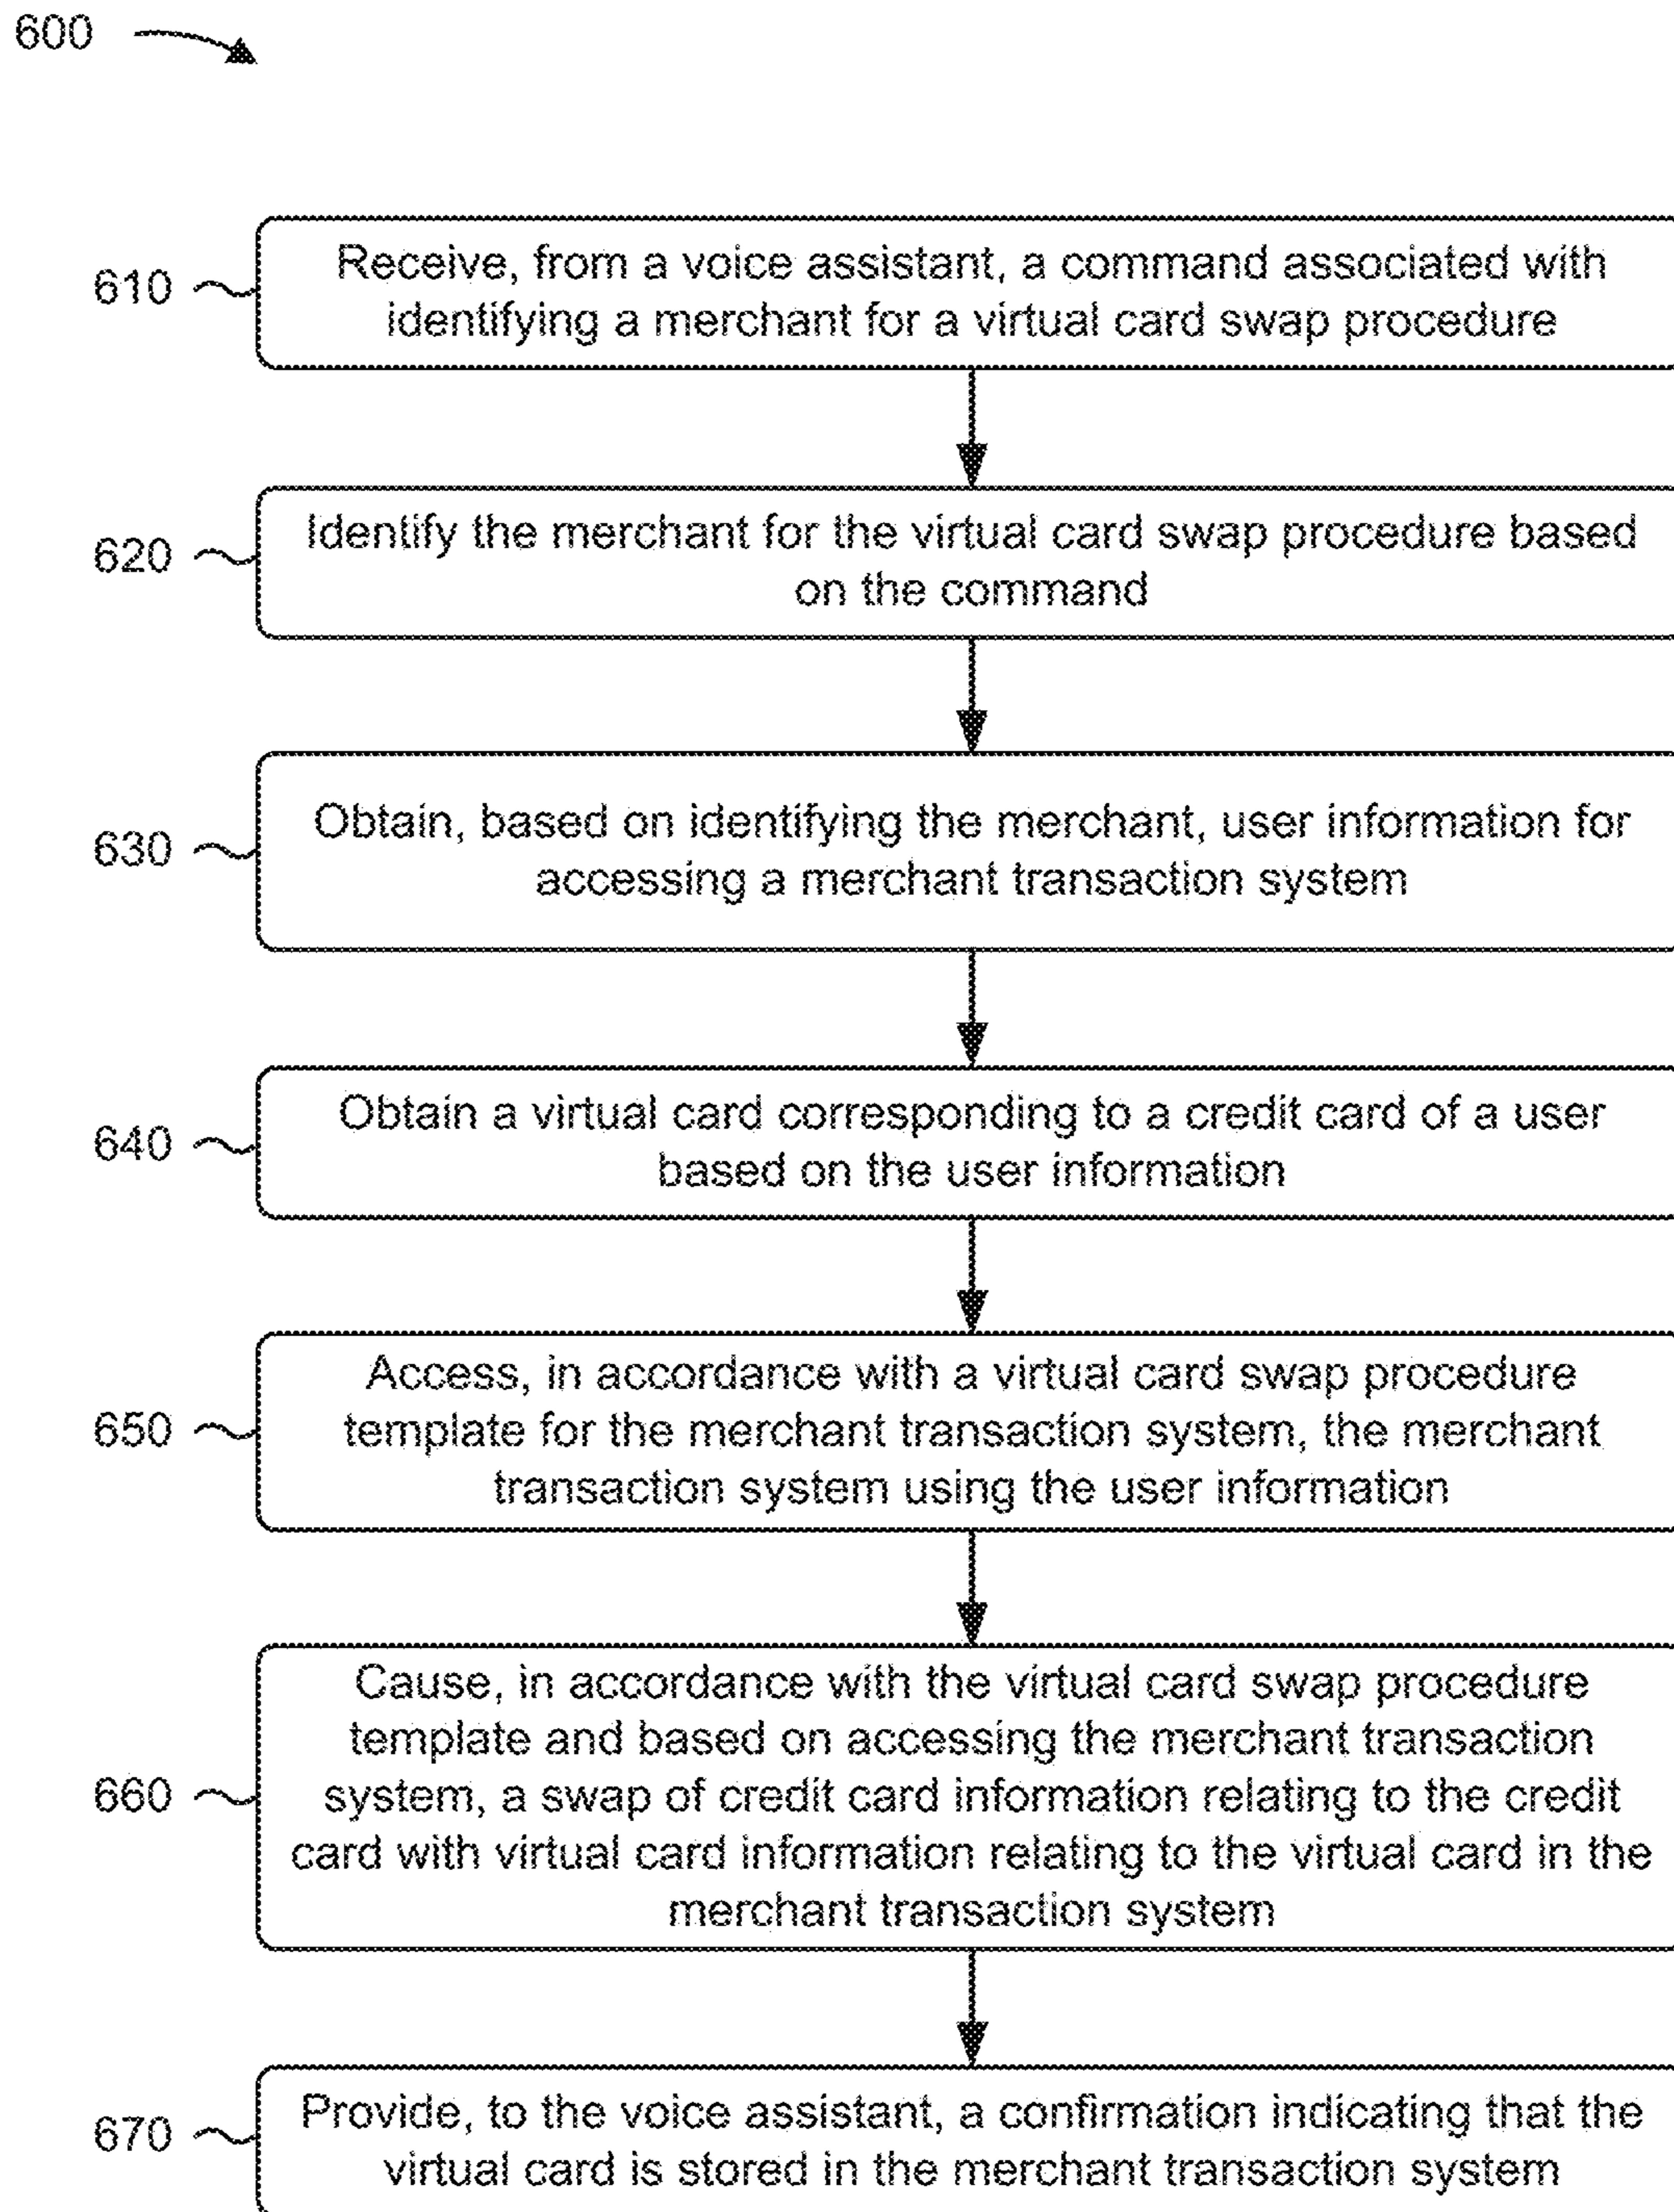 600
610
Receive, from a voice assistant, a command associated with
identifying a merchant for a virtual card swap procedure
620
Identify the merchant for the virtual card swap procedure based
on the command
630
Obtain, based on identifying the merchant, user information for
accessing a merchant transaction system
640
Obtain a virtual card corresponding to a credit card of a user
based on the user information
650
Access, in accordance with a virtual card swap procedure
template for the merchant transaction system, the merchant
transaction system using the user information
660
Cause, in accordance with the virtual card swap procedure
template and based on accessing the merchant transaction
system, a swap of credit card information relating to the credit
card with virtual card information relating to the virtual card in the
merchant transaction system
670
Provide, to the voice assistant, a confirmation indicating that the
virtual card is stored in the merchant transaction system